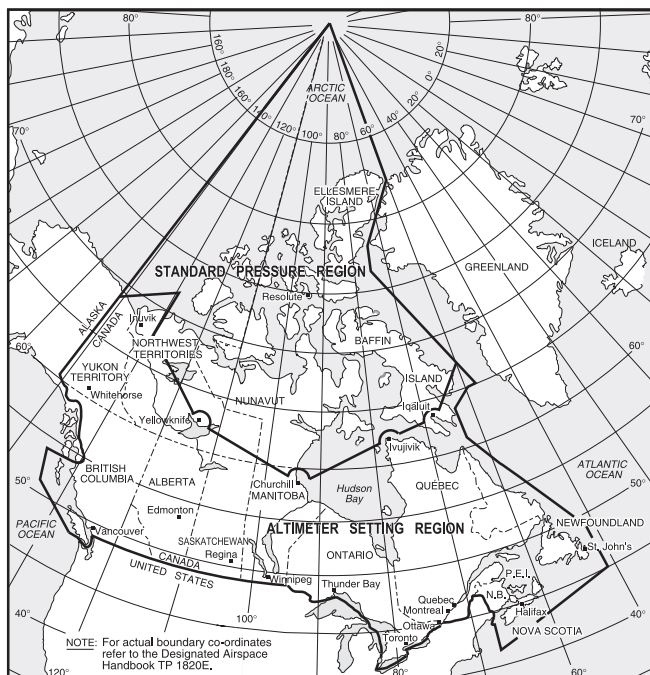 80°
80°
160°
160°
160°
140°
120°
100°
80°
60°
40°
20°
0°
ARCTIC
OCEAN
70°
70°
ELLESMERE
ISLAND
ICELAND
GREENLAND
STANDARD PRESSURE REGION
Resolute
ALASKA
CANADA
Inuvik
NORTHWEST
TERRITORIES
BAFFIN
ISLAND
60°
60°
YUKON
TERRITORY
Whitehorse
NUNAVUT
Iqaluit
Yellowknife
Ivujivik
50°
50°
BRITISH
COLUMBIA
ALBERTA
Churchill
MANITOBA
Hudson
Bay
QUÉBEC
ATLANTIC
OCEAN
PACIFIC
OCEAN
Edmonton
ALTIMETER SETTING REGION
NEWFOUNDLAND
Vancouver
SASKATCHEWAN
Regina
ONTARIO
St. John's
CANADA
UNITED STATES
Winnipeg
Thunder Bay
P.E.I.
N.B.
Quebec
Montreal
Halifax
40°
40°
Ottawa
Toronto
NOVA SCOTIA
100°
NOTE: For actual boundary co-ordinates
refer to the Designated Airspace
Handbook TP 1820E.
120°
80°
60°